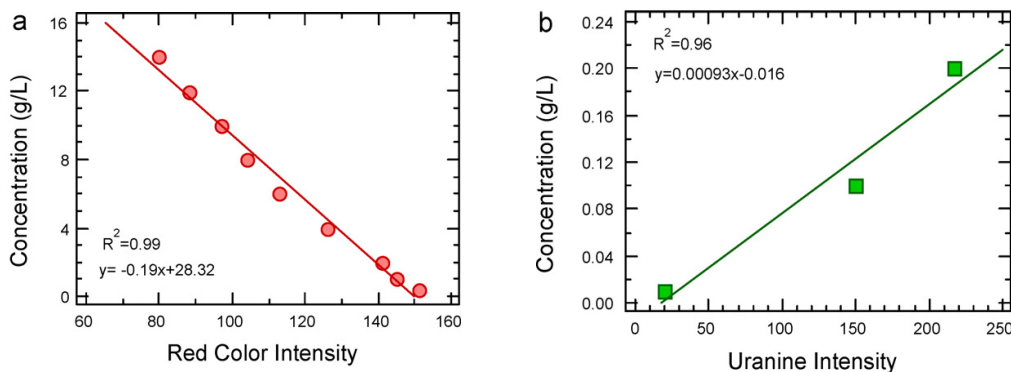 a
16
12
8
4
0
Concentration (g/L)
R²=0.99
y= -0.19x+28.32
60 80 100 120 140 160
Red Color Intensity
b
0.24
0.20
0.16
0.12
0.08
0.04
0.00
Concentration (g/L)
R²=0.96
y=0.00093x-0.016
0 50 100 150 200 250
Uranine Intensity